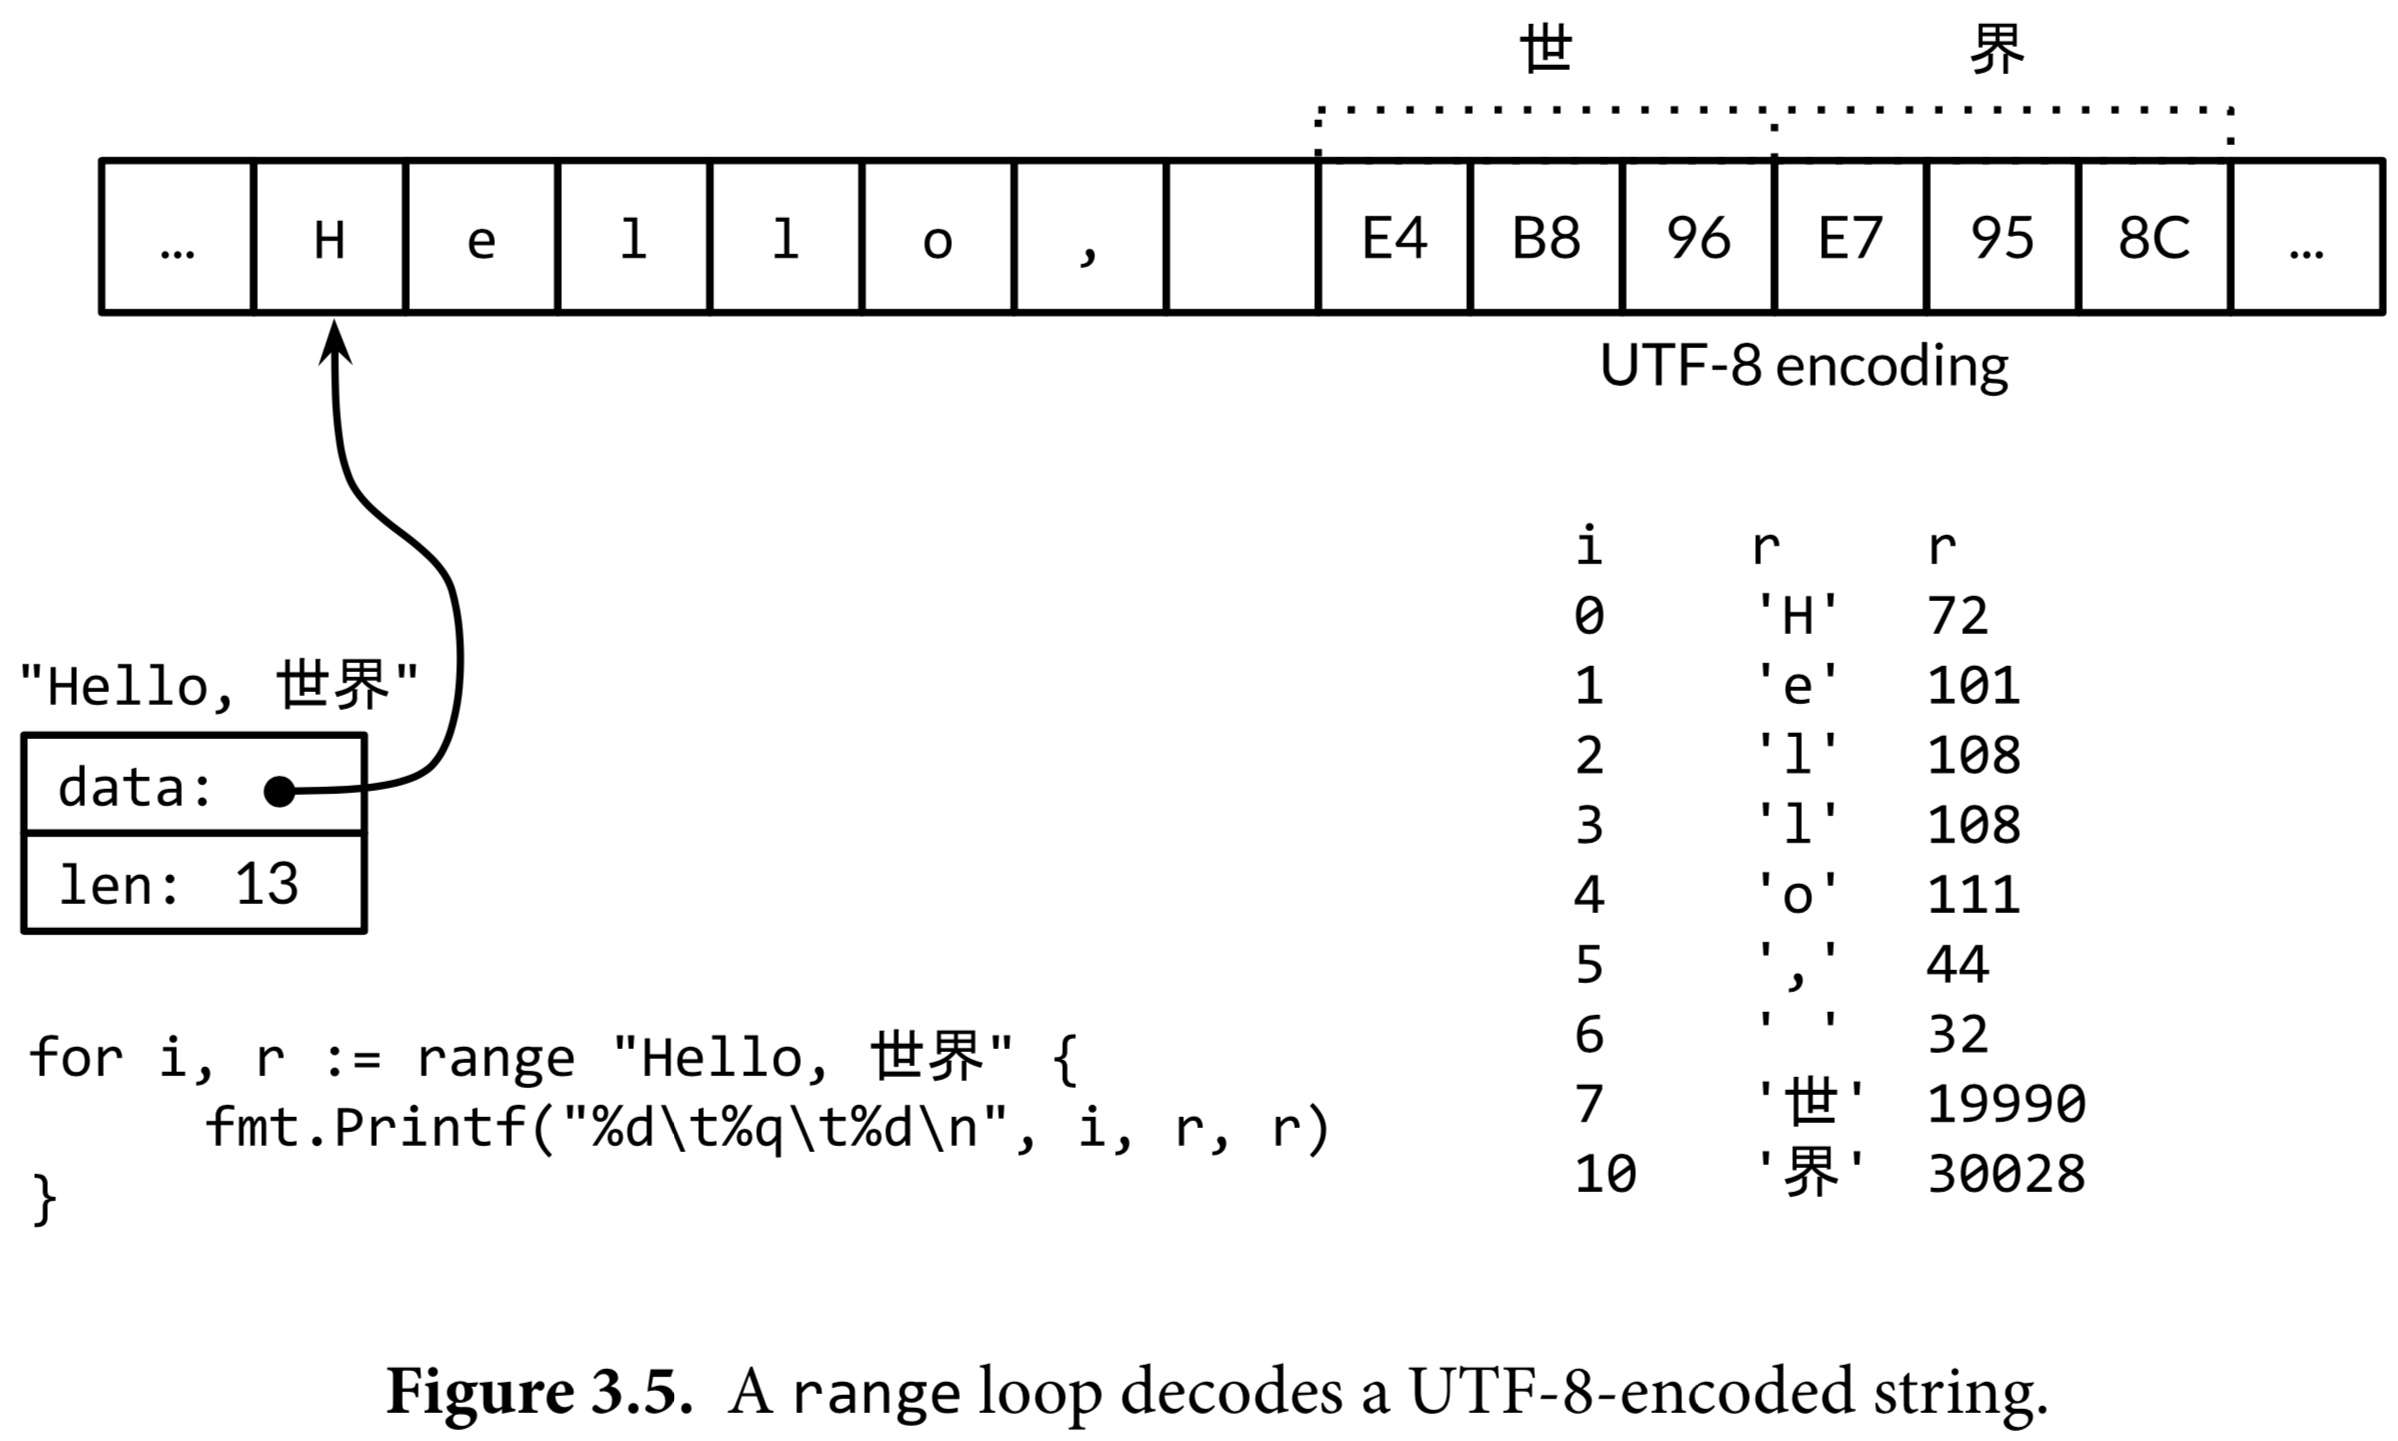 世 界
… H e l l o , E4 B8 96 E7 95 8C …
UTF-8 encoding
"Hello, 世界"
data:
len: 13
for i, r := range "Hello, 世界" {
fmt.Printf("%d\t%q\t%d\n", i, r, r)
}
i r r
0 'H' 72
1 'e' 101
2 'l' 108
3 'l' 108
4 'o' 111
5 ',' 44
6 ' ' 32
7 '世' 19990
10 '界' 30028
Figure 3.5. A range loop decodes a UTF-8-encoded string.